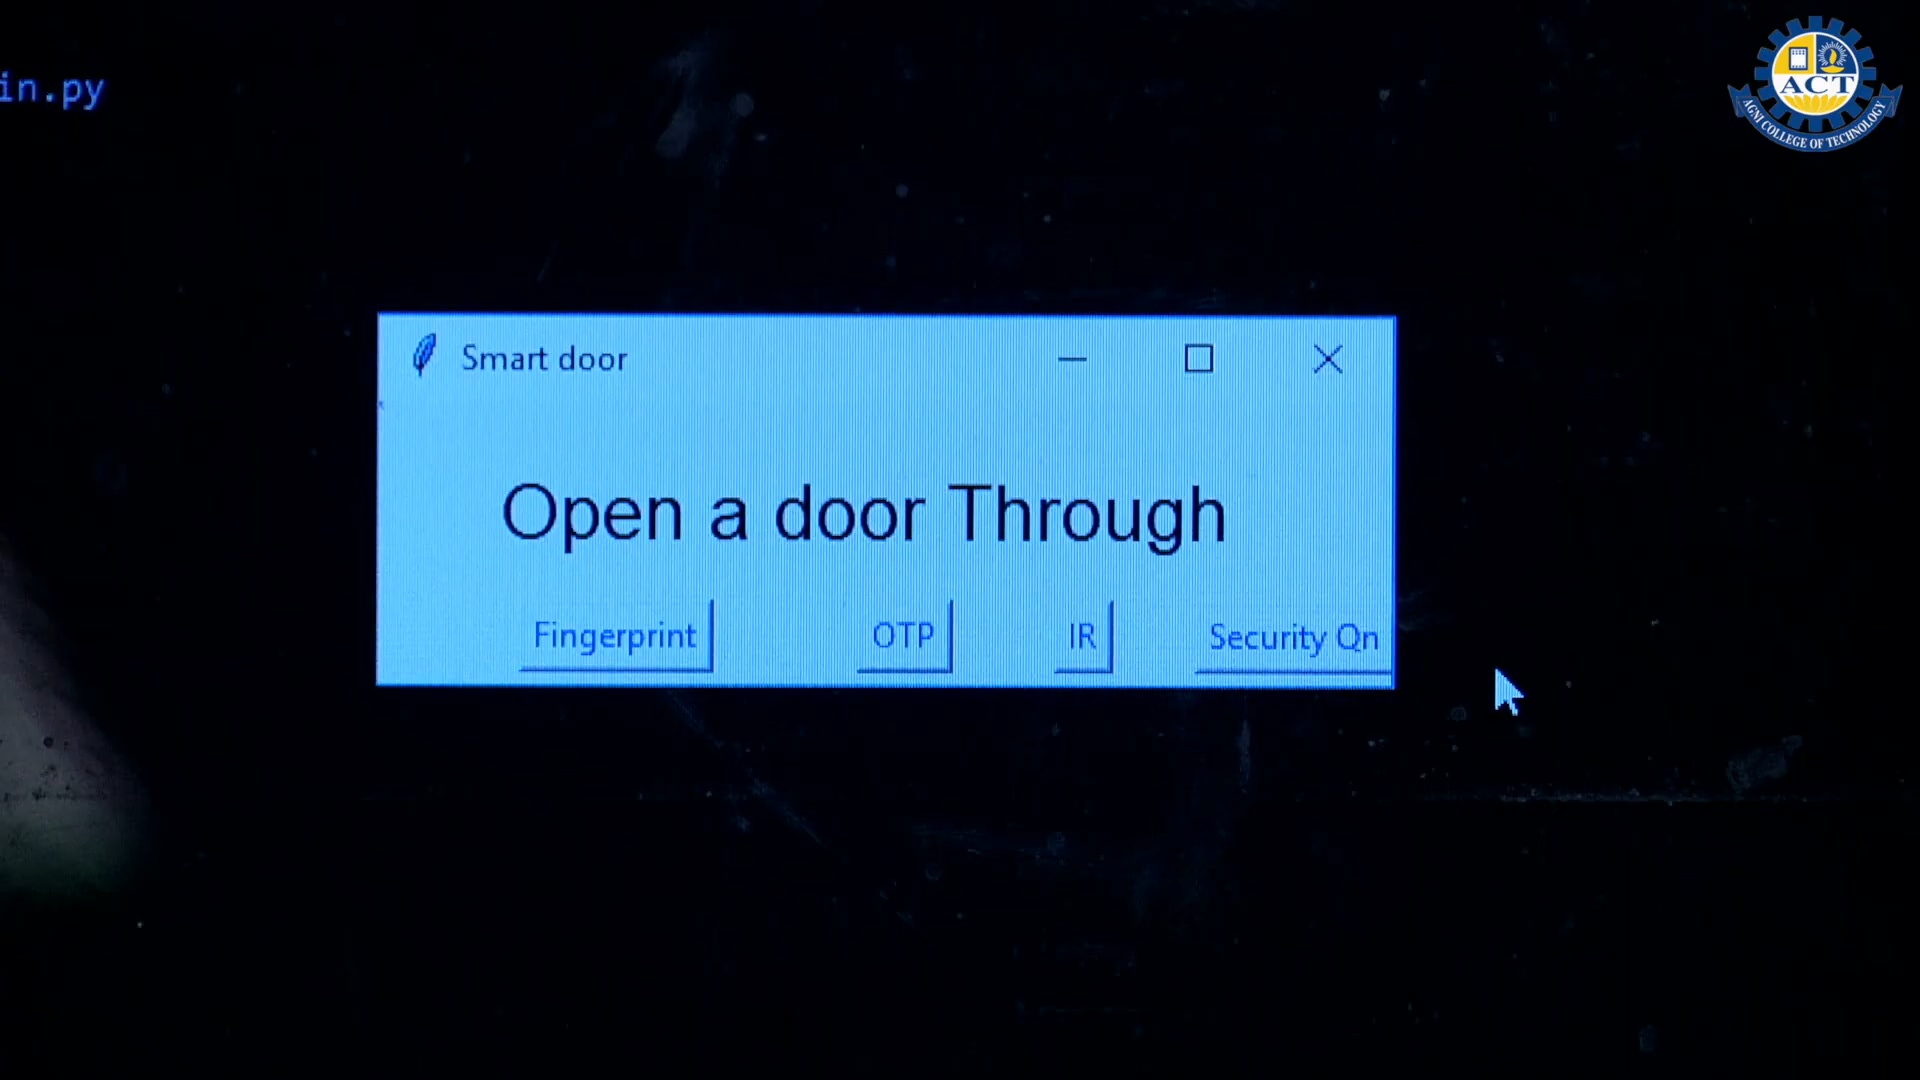 in.py
ACT
AGNI COLLEGE OF TECHNOLOGY
Smart door
Open a door Through
Fingerprint
OTP
IR
Security Qn